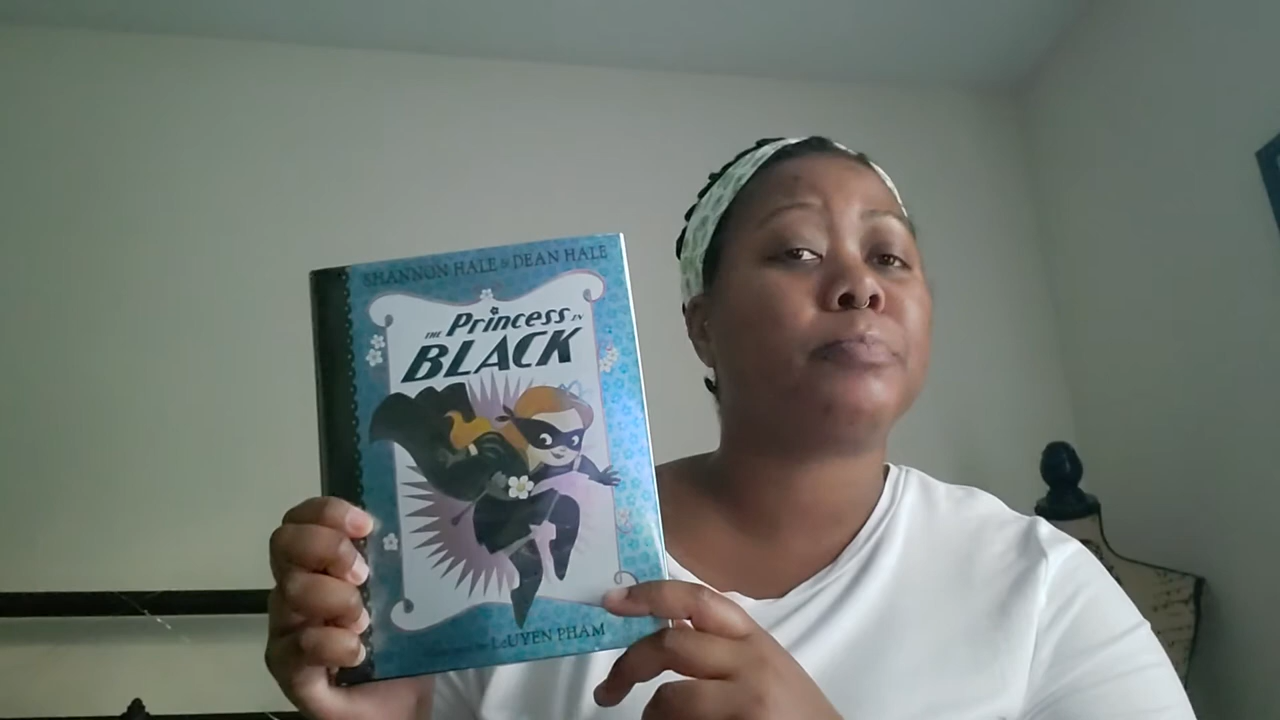 SHANNON HALE & DEAN HALE
THE Princess IN
BLACK
LeUYEN PHAM